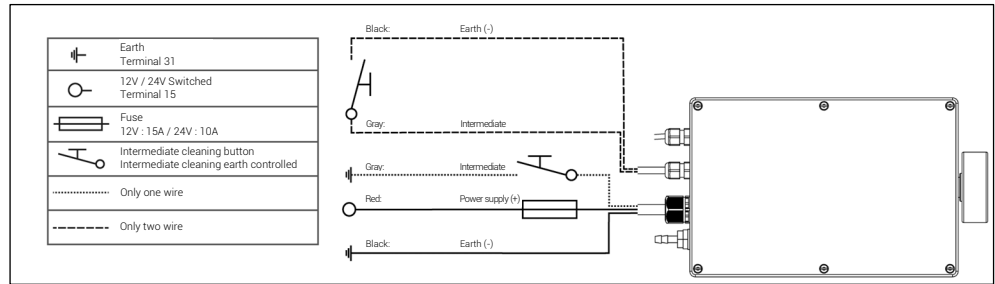 Earth
Terminal 31
12V / 24V Switched
Terminal 15
Fuse
12V : 15A / 24V : 10A
Intermediate cleaning button
Intermediate cleaning earth controlled
Only one wire
Only two wire
Black: Earth (-)
Gray: Intermediate
Gray: Intermediate
Red: Power supply (+)
Black: Earth (-)